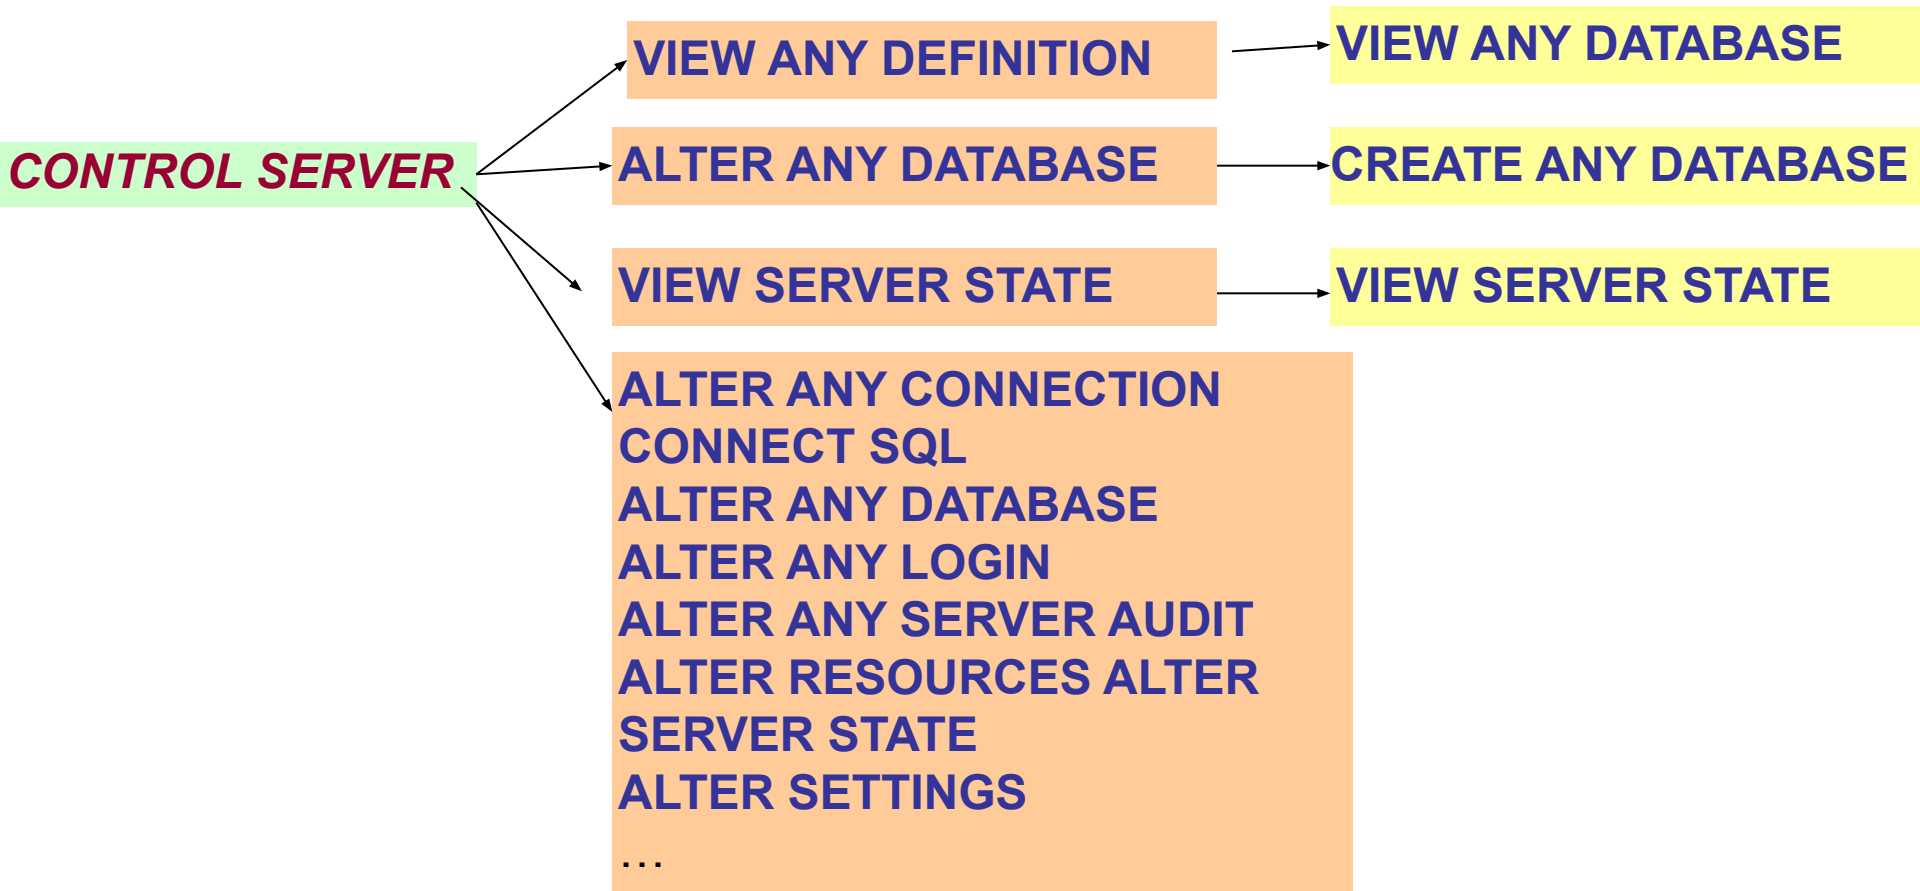 CONTROL SERVER
VIEW ANY DEFINITION
VIEW ANY DATABASE
ALTER ANY DATABASE
CREATE ANY DATABASE
VIEW SERVER STATE
VIEW SERVER STATE
ALTER ANY CONNECTION
CONNECT SQL
ALTER ANY DATABASE
ALTER ANY LOGIN
ALTER ANY SERVER AUDIT
ALTER RESOURCES ALTER
SERVER STATE
ALTER SETTINGS
...